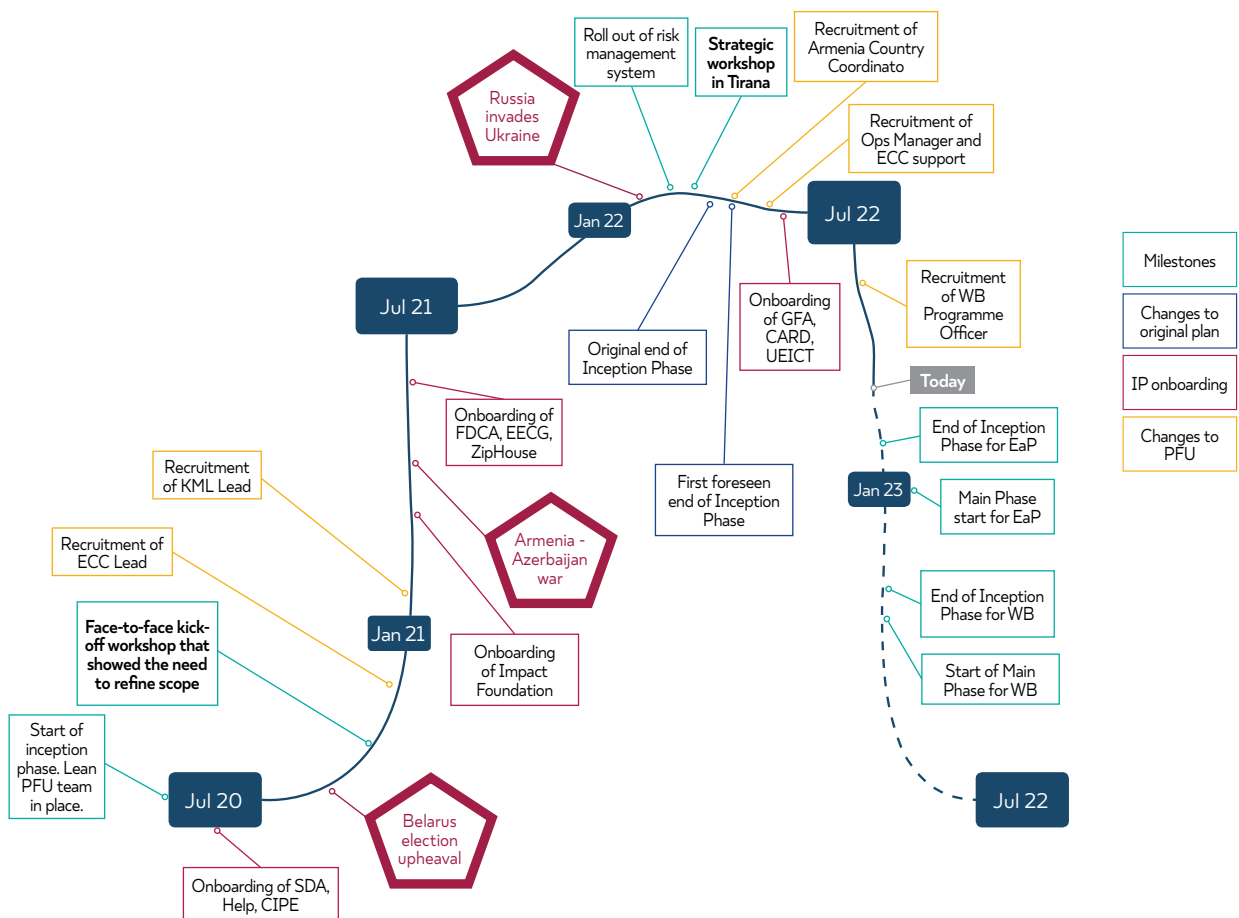 Roll out of risk
management
system
Strategic
workshop
in Tirana
Recruitment of
Armenia Country
Coordinato
Russia
invades
Ukraine
Recruitment of
Ops Manager and
ECC support
Jan 22
Jul 22
Milestones
Changes to
original plan
IP onboarding
Changes to
PFU
Recruitment
of WB
Programme
Officer
Jul 21
Onboarding
of GFA,
CARD,
UEICT
Original end of
Inception Phase
Today
Onboarding of
FDCA, EECG,
ZipHouse
End of Inception
Phase for EaP
Recruitment
of KML Lead
First foreseen
end of Inception
Phase
Jan 23
Main Phase
start for EaP
Armenia -
Azerbaijan
war
Recruitment of
ECC Lead
End of Inception
Phase for WB
Face-to-face kick-
off workshop that
showed the need
to refine scope
Jan 21
Onboarding
of Impact
Foundation
Start of Main
Phase for WB
Start of
inception
phase. Lean
PFU team
in place.
Jul 20
Jul 22
Belarus
election
upheaval
Onboarding of SDA,
Help, CIPE